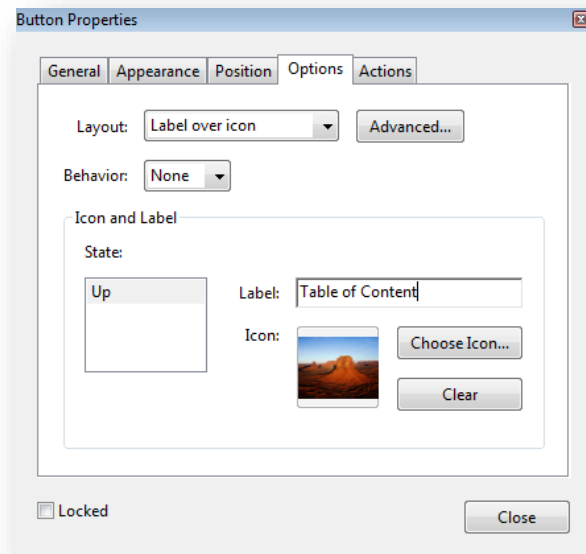 Button Properties
General Appearance Position Options Actions
Layout: Label over icon Advanced...
Behavior: None
Icon and Label
State:
Up Label: Table of Content
Icon: Choose Icon...
Clear
Locked Close